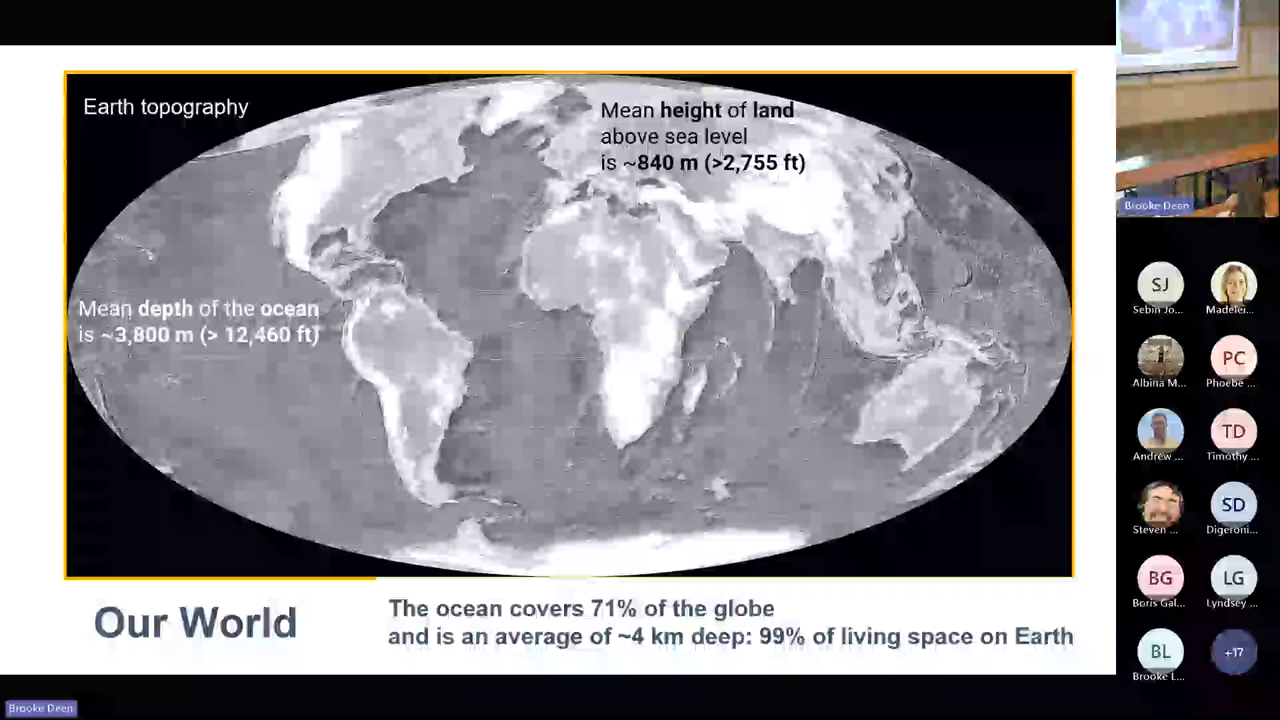 Earth topography
Mean height of land
above sea level
is ~840 m (>2,755 ft)
Mean depth of the ocean
is ~3,800 m (> 12,460 ft)
Our World
The ocean covers 71% of the globe
and is an average of ~4 km deep: 99% of living space on Earth
Brooke Deen
SJ
Sebin Jo...
Madelei...
Albina M...
PC
Phoebe ...
Andrew ...
TD
Timothy ...
Steven ...
SD
Digeroni...
BG
Boris Gal...
LG
Lyndsey ...
BL
Brooke L...
+17
Brooke Deen